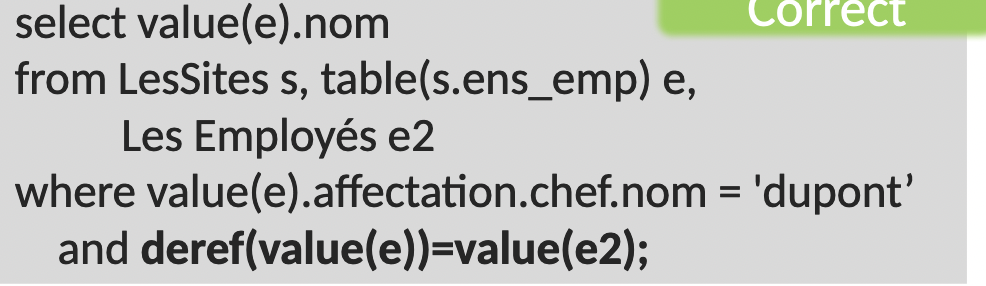 Correct
select value(e).nom
from LesSites s, table(s.ens_emp) e,
Les Employés e2
where value(e).affectation.chef.nom = 'dupont’
and deref(value(e))=value(e2);